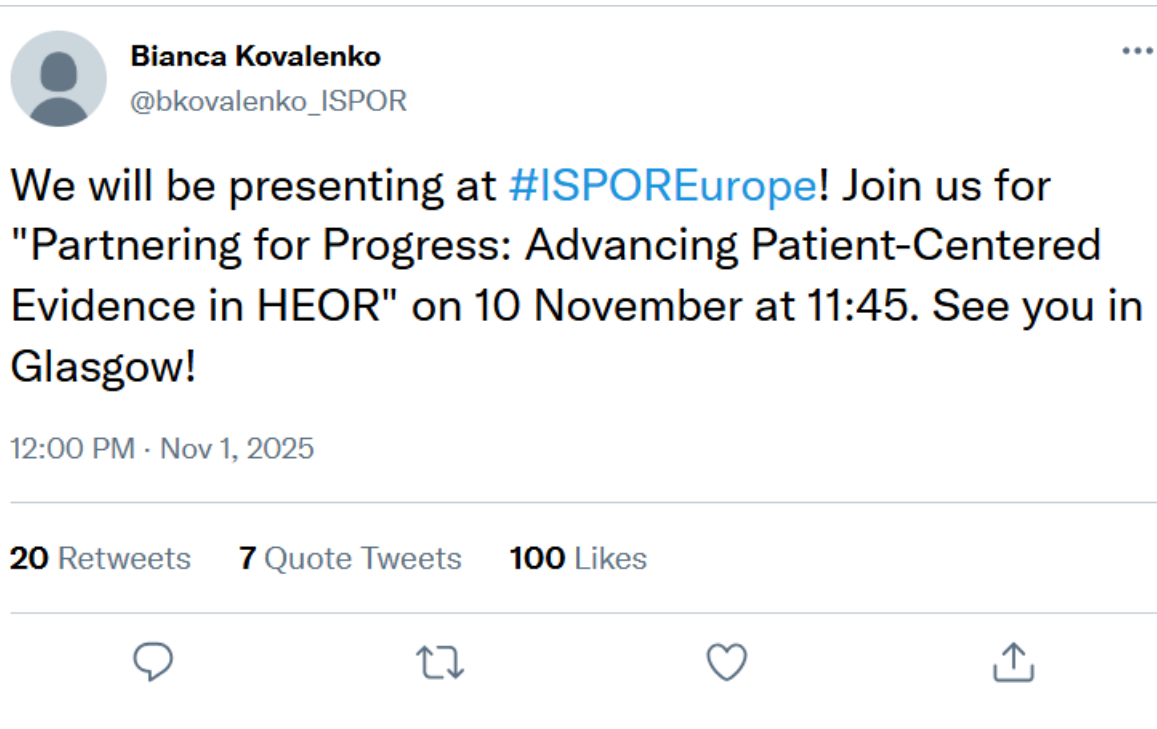 Bianca Kovalenko
@bkovalenko_ISPOR
We will be presenting at #ISPOREurope! Join us for
"Partnering for Progress: Advancing Patient-Centered
Evidence in HEOR" on 10 November at 11:45. See you in
Glasgow!
12:00 PM · Nov 1, 2025
20 Retweets 7 Quote Tweets 100 Likes